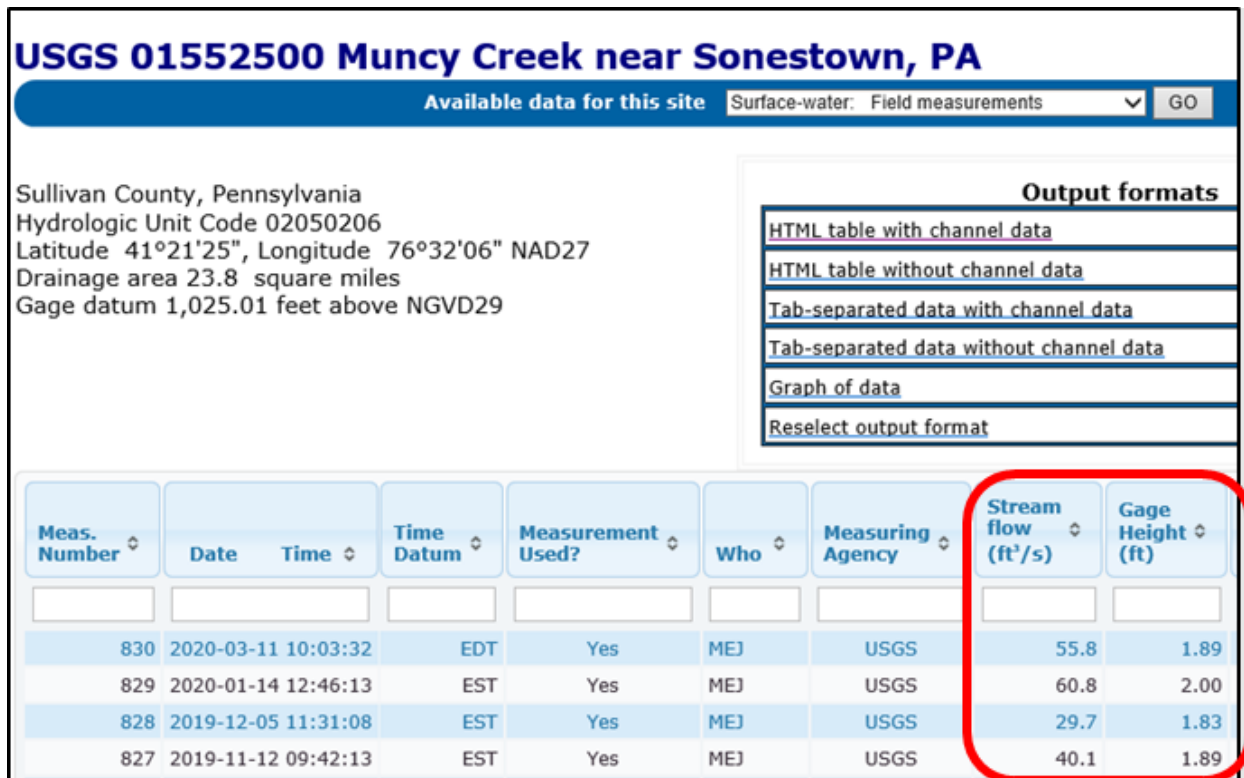 USGS 01552500 Muncy Creek near Sonestown, PA
Available data for this site Surface-water: Field measurements GO
Sullivan County, Pennsylvania
Hydrologic Unit Code 02050206
Latitude 41°21'25", Longitude 76°32'06" NAD27
Drainage area 23.8 square miles
Gage datum 1,025.01 feet above NGVD29
Output formats
HTML table with channel data
HTML table without channel data
Tab-separated data with channel data
Tab-separated data without channel data
Graph of data
Reselect output format
Meas. Number Date Time Time Datum Measurement Used? Who Measuring Agency Stream flow (ft³/s) Gage Height (ft)
830 2020-03-11 10:03:32 EDT Yes MEJ USGS 55.8 1.89
829 2020-01-14 12:46:13 EST Yes MEJ USGS 60.8 2.00
828 2019-12-05 11:31:08 EST Yes MEJ USGS 29.7 1.83
827 2019-11-12 09:42:13 EST Yes MEJ USGS 40.1 1.89